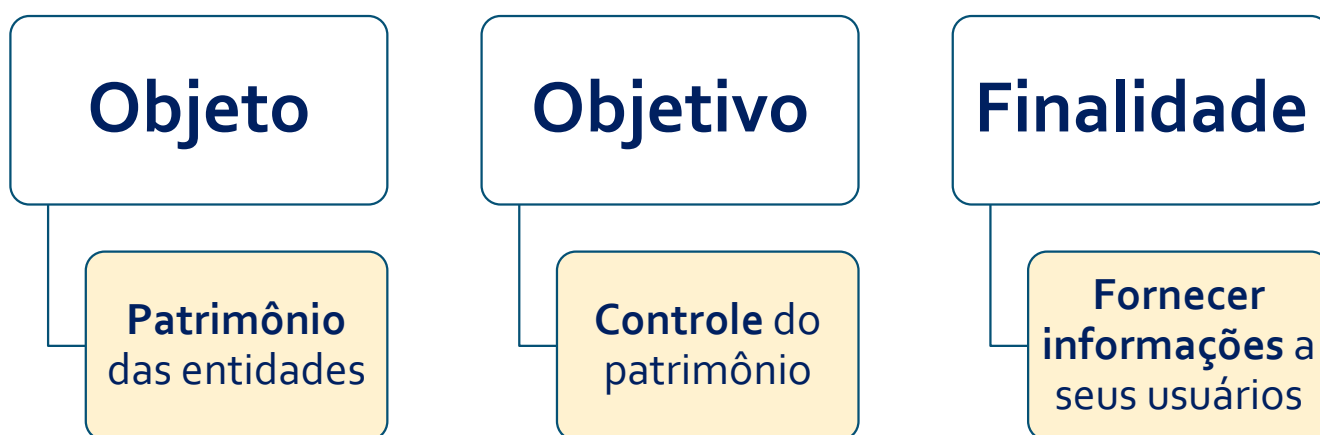 Objeto
Patrimônio
das entidades
Objetivo
Controle do
patrimônio
Finalidade
Fornecer
informações a
seus usuários